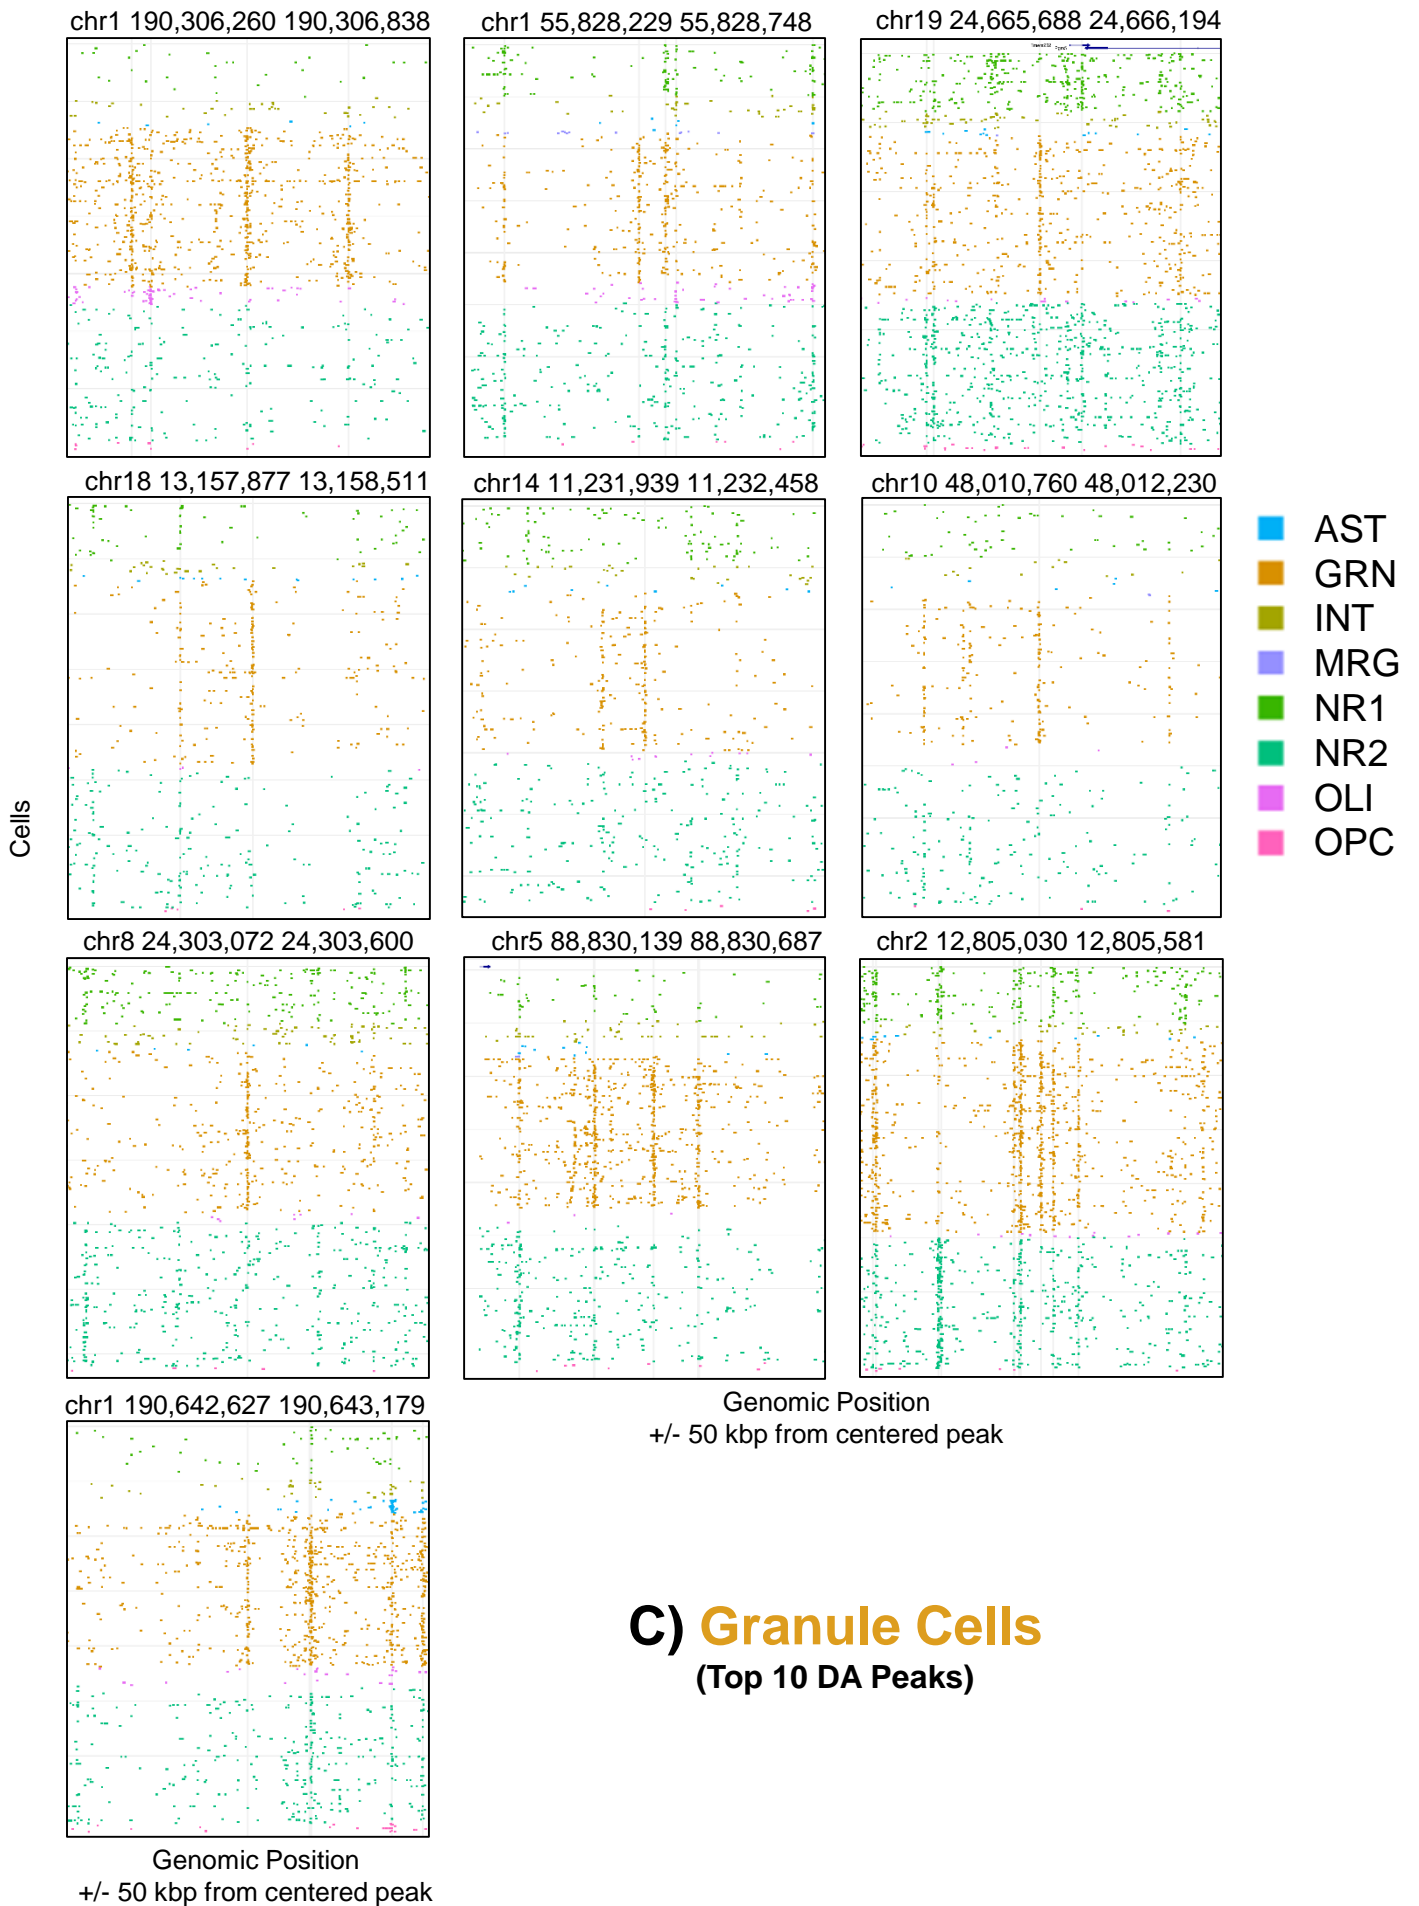 chr1 190,306,260 190,306,838
chr1 55,828,229 55,828,748
chr19 24,665,688 24,666,194
chr18 13,157,877 13,158,511
chr14 11,231,939 11,232,458
chr10 48,010,760 48,012,230
AST
GRN
INT
MRG
NR1
NR2
OLI
OPC
Cells
chr8 24,303,072 24,303,600
chr5 88,830,139 88,830,687
chr2 12,805,030 12,805,581
Genomic Position
+/- 50 kbp from centered peak
chr1 190,642,627 190,643,179
C) Granule Cells
(Top 10 DA Peaks)
Genomic Position
+/- 50 kbp from centered peak